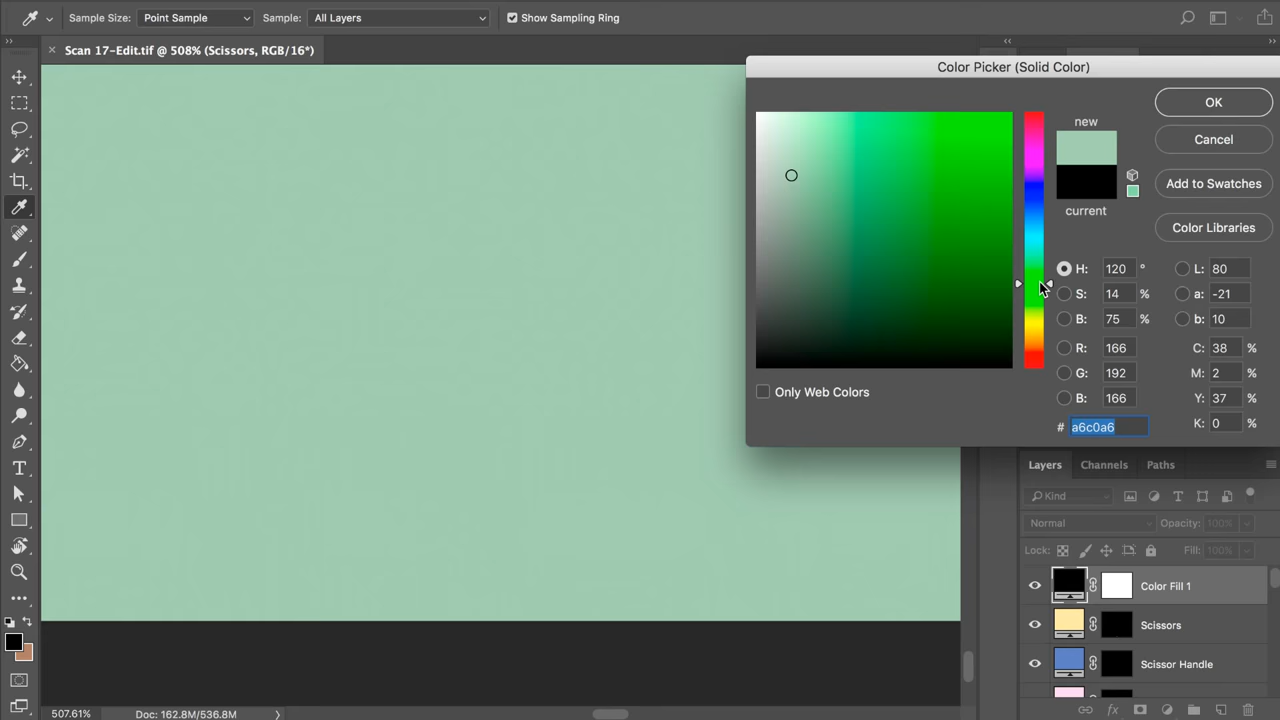 Sample Size: Point Sample Sample: All Layers Show Sampling Ring
Scan 17-Edit.tif @ 508% (Scissors, RGB/16*)
Color Picker (Solid Color)
new
current
OK
Cancel
Add to Swatches
Color Libraries
H: 120 ° L: 80
S: 14 % a: -21
B: 75 % b: 10
R: 166 C: 38 %
G: 192 M: 2 %
B: 166 Y: 37 %
# a6c0a6 K: 0 %
Only Web Colors
Layers Channels Paths
Kind
Normal Opacity: 100%
Lock: Fill: 100%
Color Fill 1
Scissors
Scissor Handle
507.61% Doc: 162.8M/536.8M